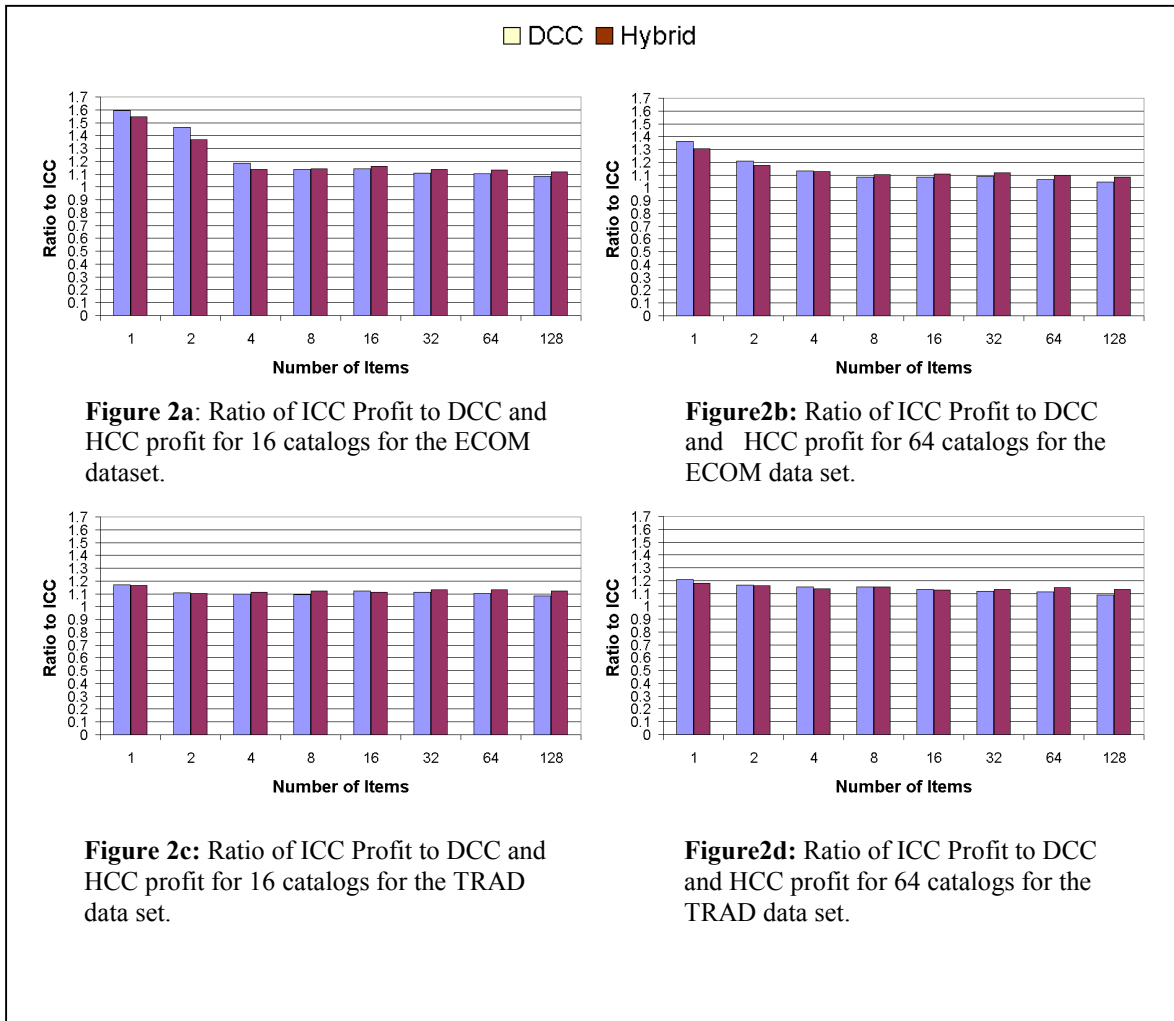 DCC Hybrid
1.7
1.6
1.5
1.4
1.3
1.2
1.1
1
0.9
0.8
0.7
0.6
0.5
0.4
0.3
0.2
0.1
0
Ratio to ICC
1 2 4 8 16 32 64 128
Number of Items
Figure 2a: Ratio of ICC Profit to DCC and
HCC profit for 16 catalogs for the ECOM
dataset.
1.7
1.6
1.5
1.4
1.3
1.2
1.1
1
0.9
0.8
0.7
0.6
0.5
0.4
0.3
0.2
0.1
0
Ratio to ICC
1 2 4 8 16 32 64 128
Number of Items
Figure2b: Ratio of ICC Profit to DCC
and HCC profit for 64 catalogs for the
ECOM data set.
1.7
1.6
1.5
1.4
1.3
1.2
1.1
1
0.9
0.8
0.7
0.6
0.5
0.4
0.3
0.2
0.1
0
Ratio to ICC
1 2 4 8 16 32 64 128
Number of Items
Figure 2c: Ratio of ICC Profit to DCC and
HCC profit for 16 catalogs for the TRAD
data set.
1.7
1.6
1.5
1.4
1.3
1.2
1.1
1
0.9
0.8
0.7
0.6
0.5
0.4
0.3
0.2
0.1
0
Ratio to ICC
1 2 4 8 16 32 64 128
Number of Items
Figure2d: Ratio of ICC Profit to DCC
and HCC profit for 64 catalogs for the
TRAD data set.